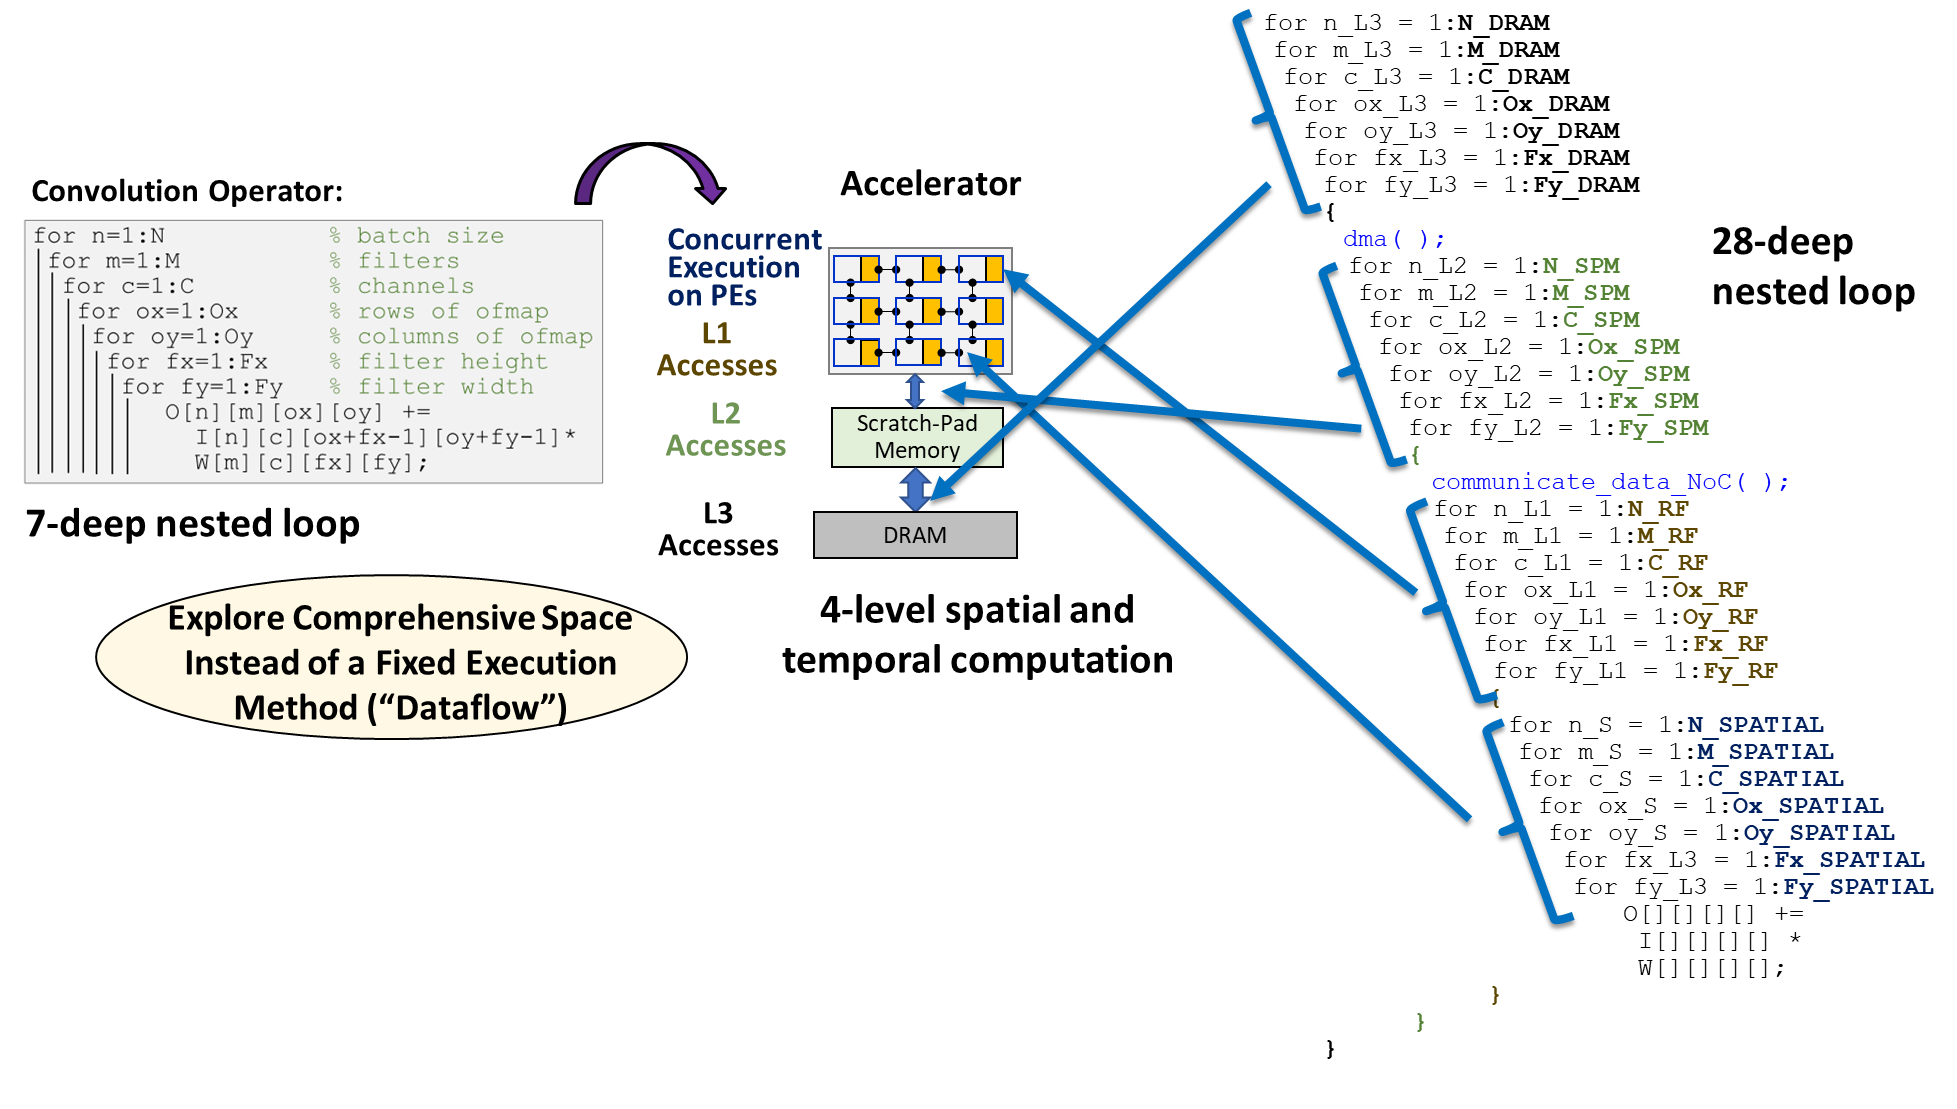 Convolution Operator:
for n=1:N % batch size
for m=1:M % filters
for c=1:C % channels
for ox=1:Ox % rows of ofmap
for oy=1:Oy % columns of ofmap
for fx=1:Fx % filter height
for fy=1:Fy % filter width
O[n][m][ox][oy] +=
I[n][c][ox+fx-1][oy+fy-1]*
W[m][c][fx][fy];
7-deep nested loop
Explore Comprehensive Space
Instead of a Fixed Execution
Method (“Dataflow”)
Accelerator
Concurrent
Execution
on PEs
L1
Accesses
L2
Accesses
L3
Accesses
Scratch-Pad
Memory
DRAM
4-level spatial and
temporal computation
for n_L3 = 1:N_DRAM
for m_L3 = 1:M_DRAM
for c_L3 = 1:C_DRAM
for ox_L3 = 1:Ox_DRAM
for oy_L3 = 1:Oy_DRAM
for fx_L3 = 1:Fx_DRAM
for fy_L3 = 1:Fy_DRAM
{
dma( );
for n_L2 = 1:N_SPM
for m_L2 = 1:M_SPM
for c_L2 = 1:C_SPM
for ox_L2 = 1:Ox_SPM
for oy_L2 = 1:Oy_SPM
for fx_L2 = 1:Fx_SPM
for fy_L2 = 1:Fy_SPM
{
communicate_data_NoC( );
for n_L1 = 1:N_RF
for m_L1 = 1:M_RF
for c_L1 = 1:C_RF
for ox_L1 = 1:Ox_RF
for oy_L1 = 1:Oy_RF
for fx_L1 = 1:Fx_RF
for fy_L1 = 1:Fy_RF
{
for n_S = 1:N_SPATIAL
for m_S = 1:M_SPATIAL
for c_S = 1:C_SPATIAL
for ox_S = 1:Ox_SPATIAL
for oy_S = 1:Oy_SPATIAL
for fx_L3 = 1:Fx_SPATIAL
for fy_L3 = 1:Fy_SPATIAL
O[][][][] +=
I[][][][] *
W[][][][];
}
}
}
28-deep
nested loop